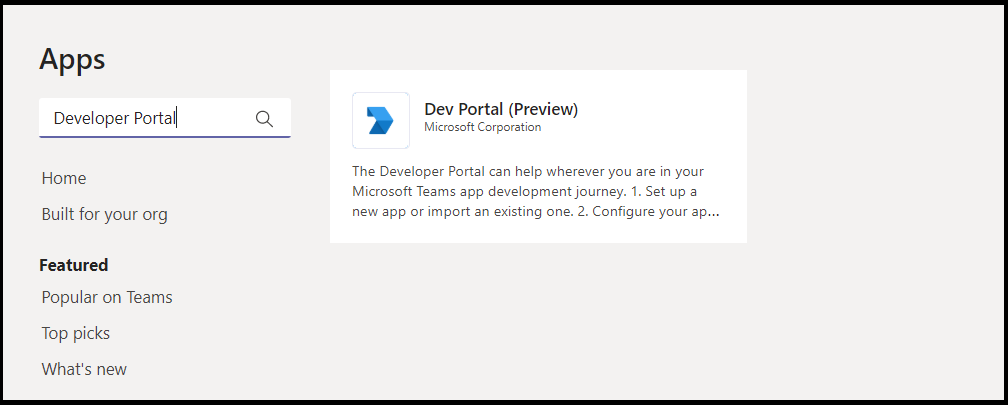 Apps
Developer Portal
Home
Built for your org
Featured
Popular on Teams
Top picks
What's new
Dev Portal (Preview)
Microsoft Corporation
The Developer Portal can help wherever you are in your
Microsoft Teams app development journey. 1. Set up a
new app or import an existing one. 2. Configure your ap...